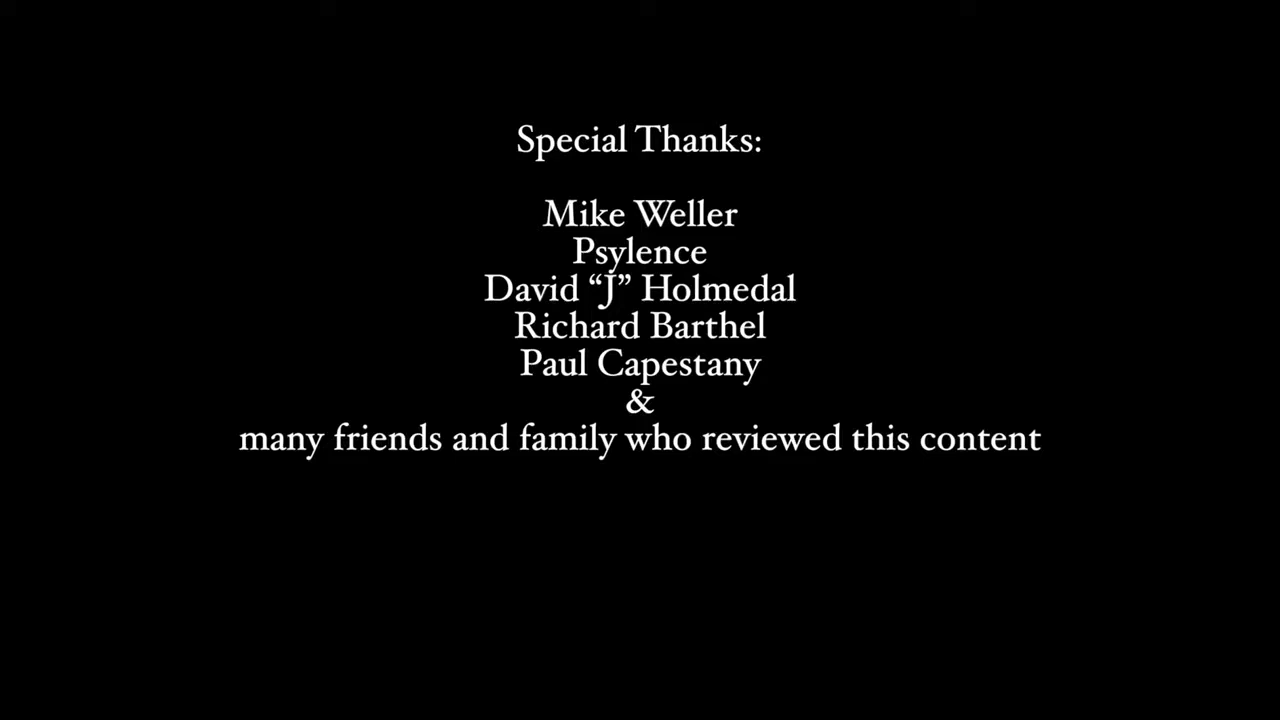 Special Thanks:
Mike Weller
Psylence
David “J” Holmedal
Richard Barthel
Paul Capestany
&
many friends and family who reviewed this content